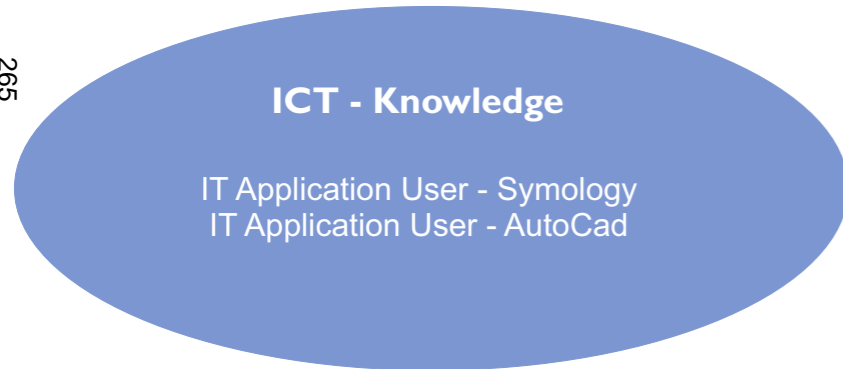 265
ICT - Knowledge
IT Application User - Symology
IT Application User - AutoCad